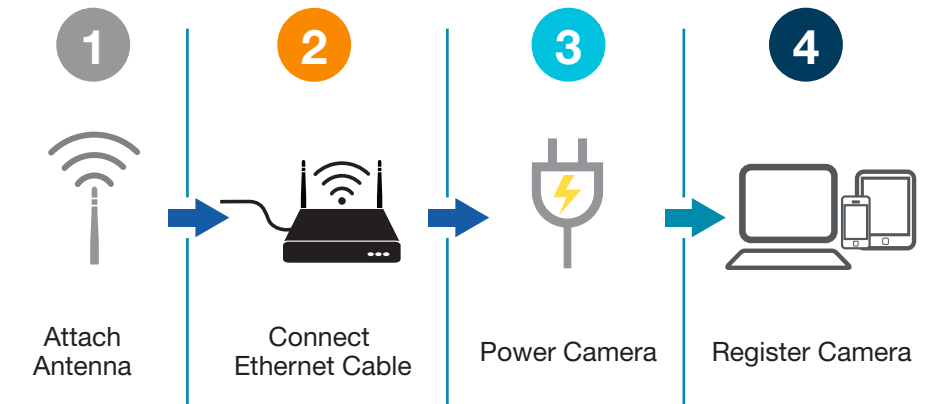 1
2
3
4
Attach
Antenna
Connect
Ethernet Cable
Power Camera
Register Camera